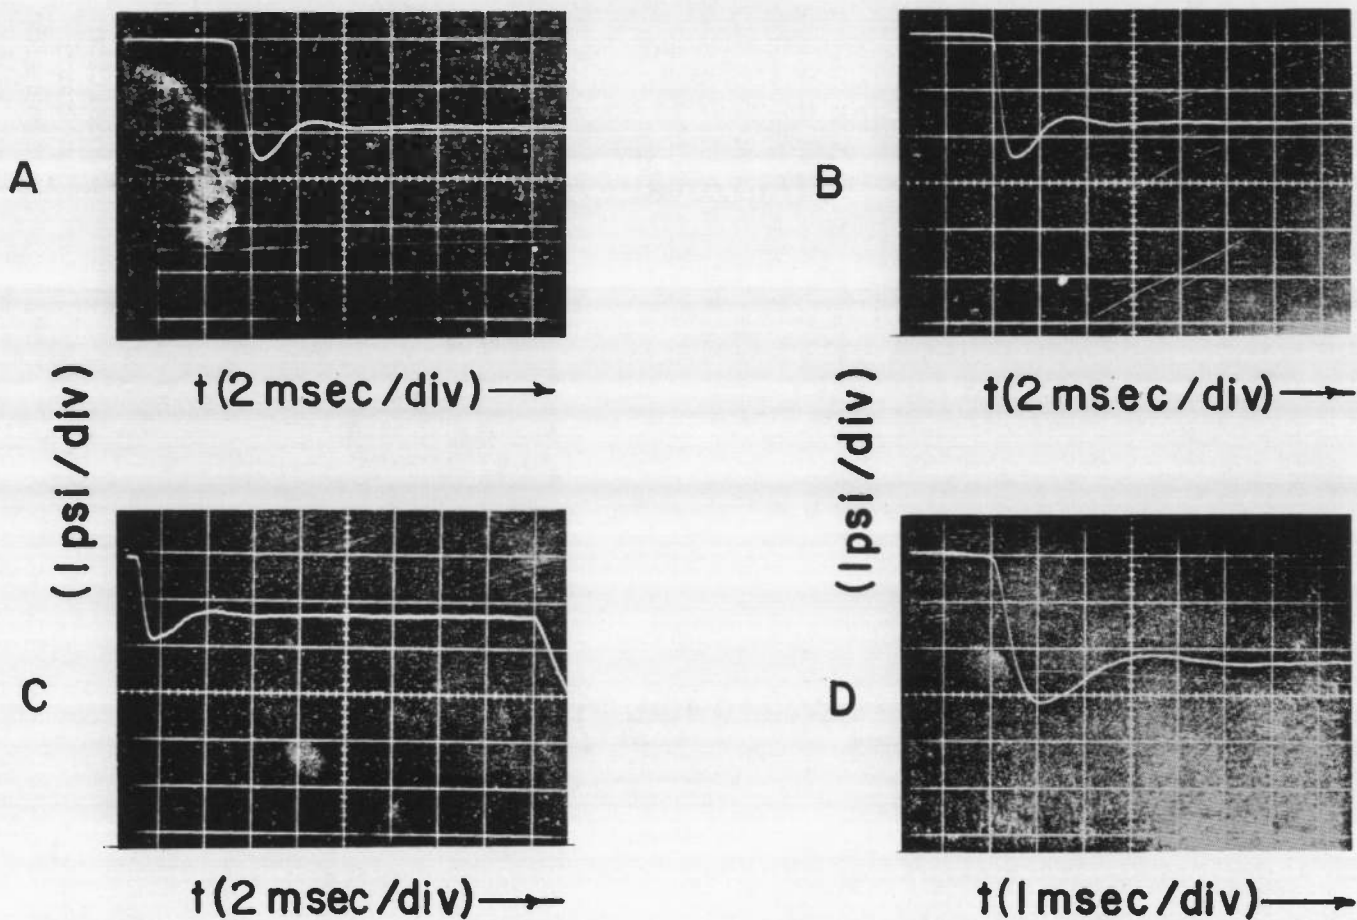 A
B
t(2 msec/div)
t(2 msec/div)
(1 psi/div)
(1 psi/div)
C
D
t(2 msec/div)
t(1 msec/div)